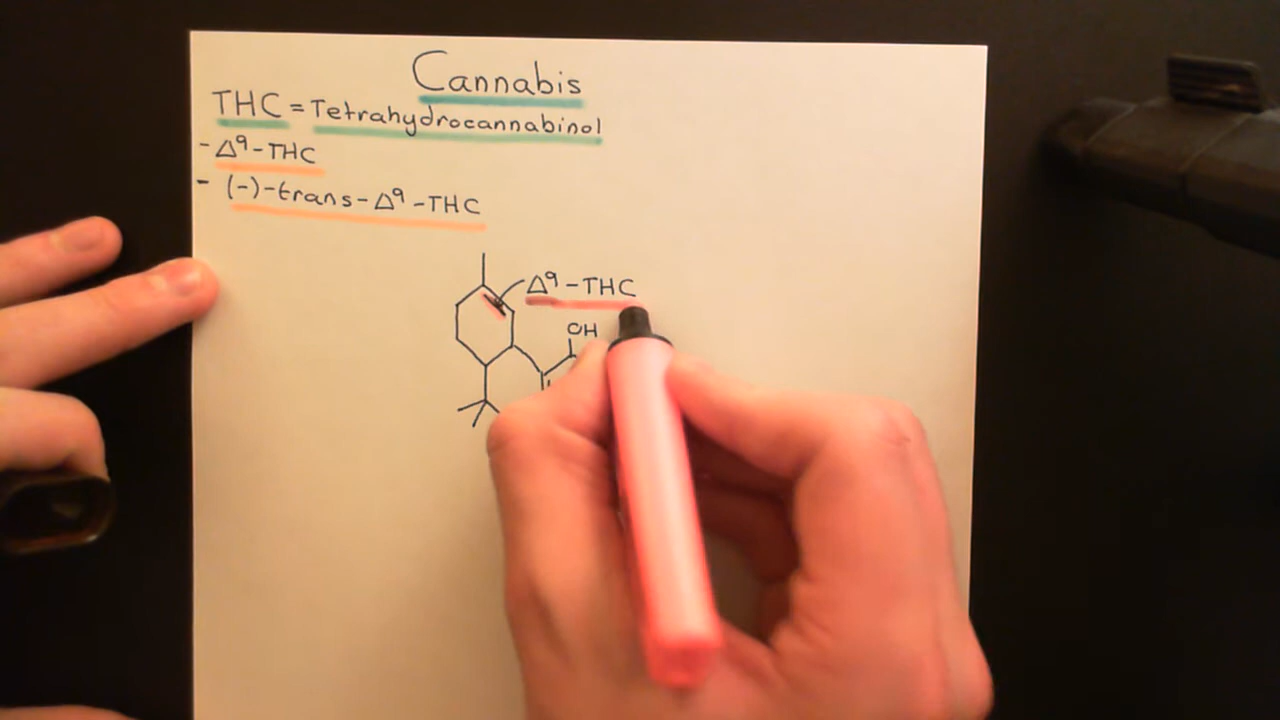 Cannabis
THC = Tetrahydrocannabinol
- Δ⁹-THC
- (-)-trans-Δ⁹-THC
Δ⁹-THC
OH